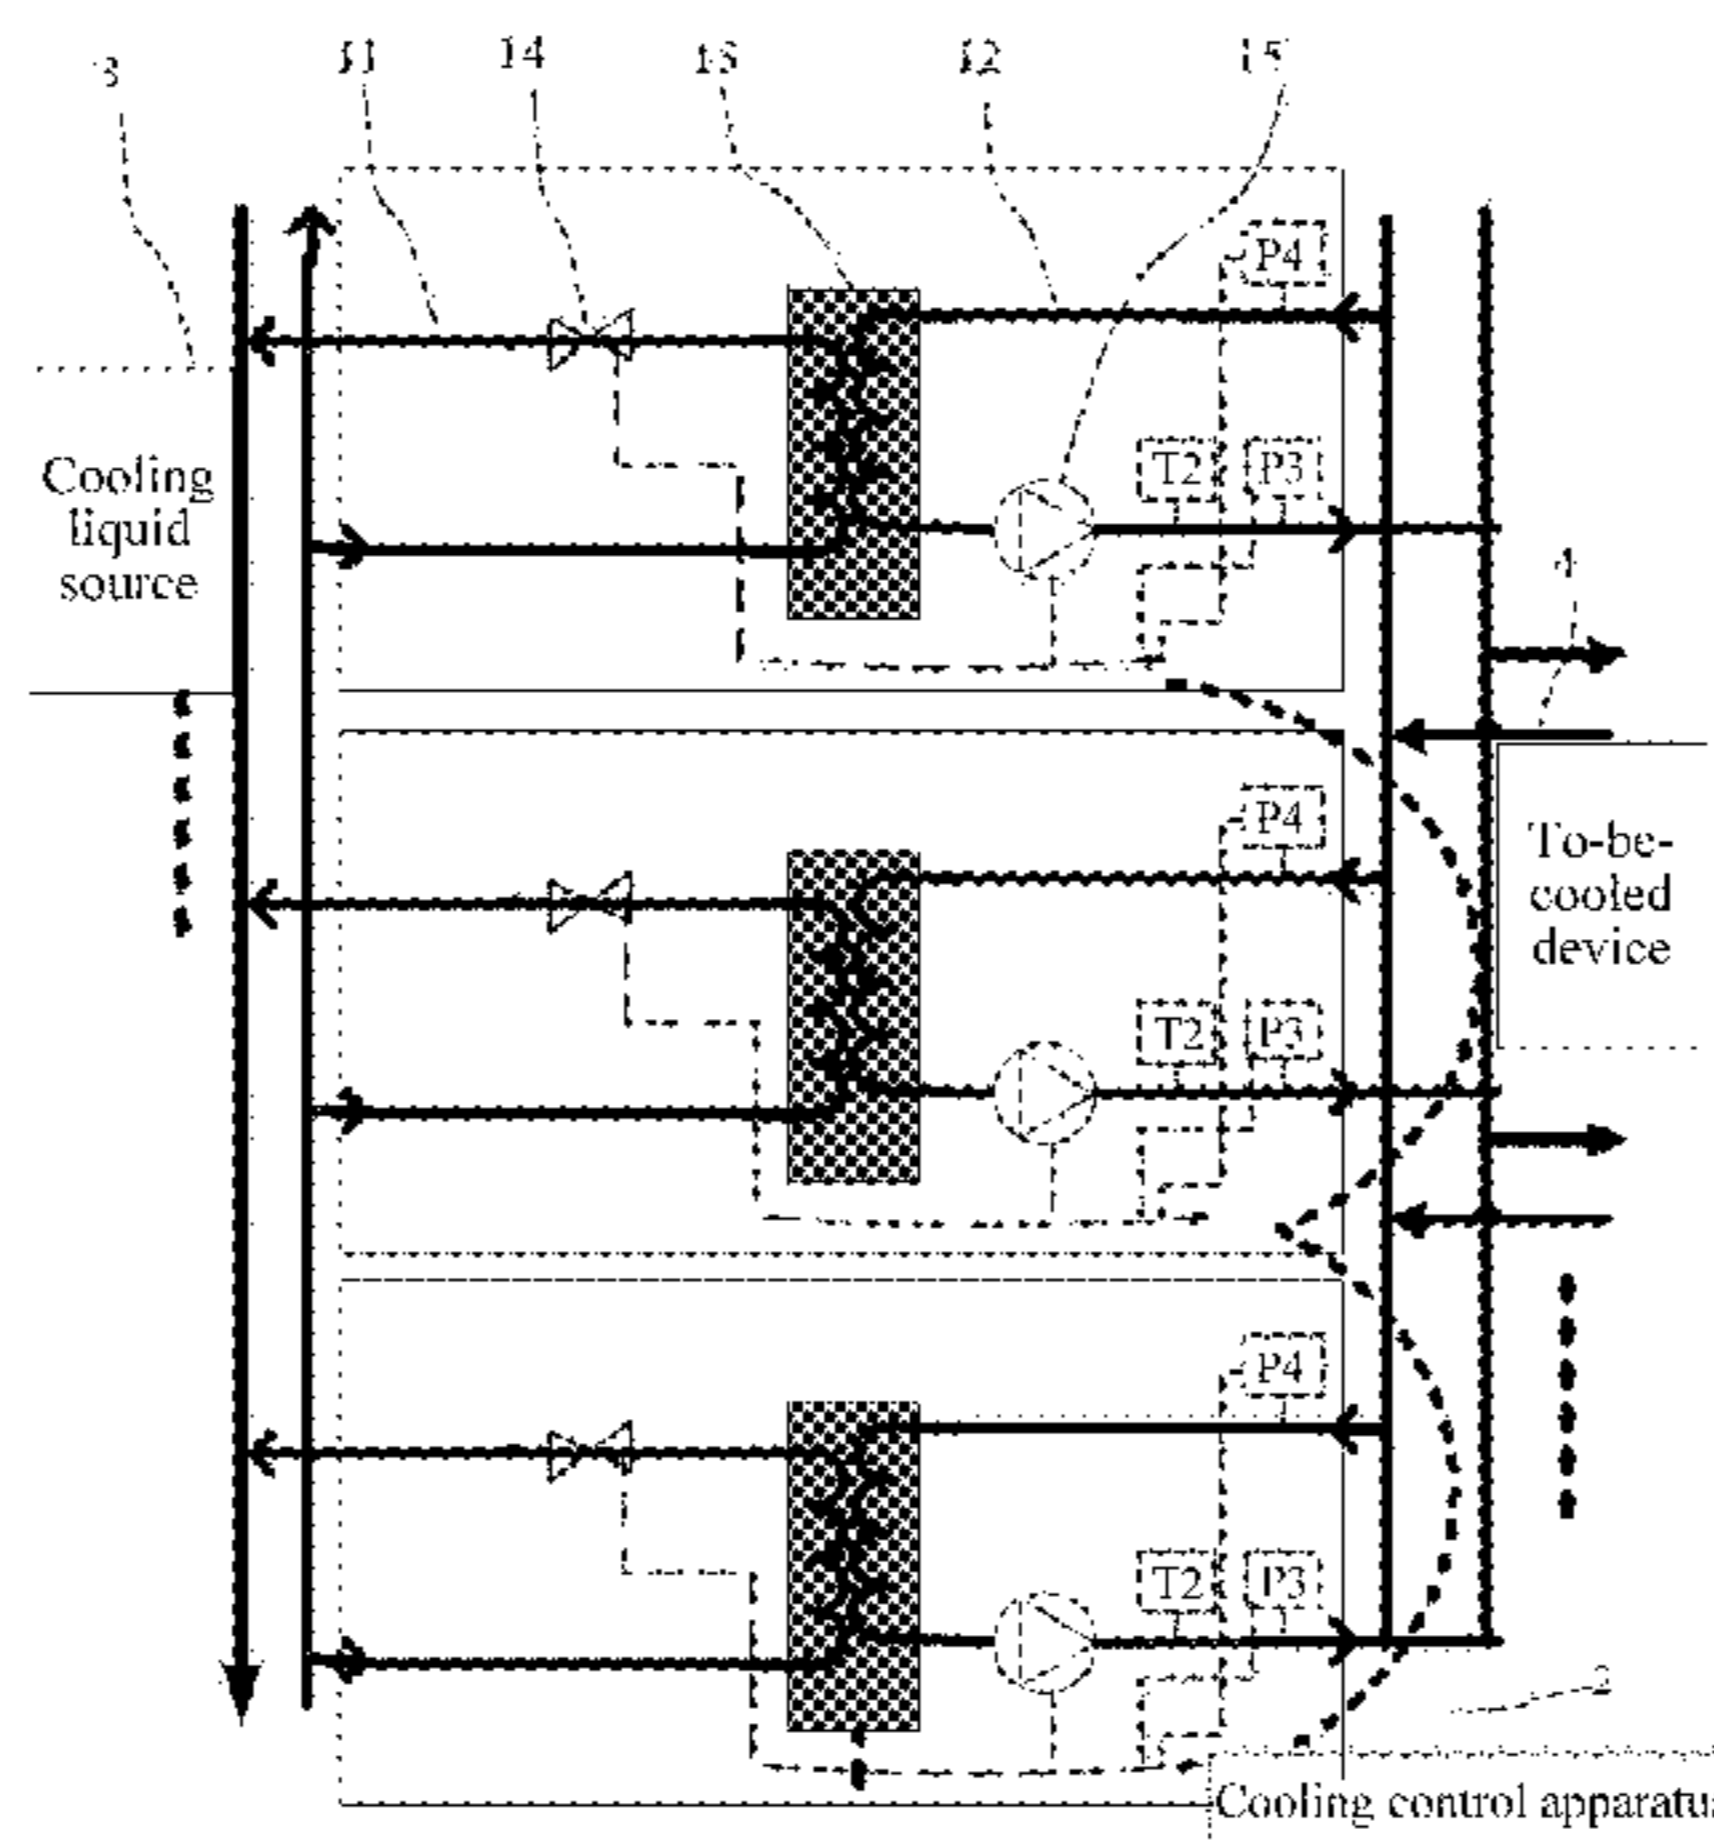 3 11 14 13 12 15
P4
T2 P3
Cooling
liquid
source
4
P4
To-be-
cooled
device
T2 P3
P4
T2 P3
2
Cooling control apparatu